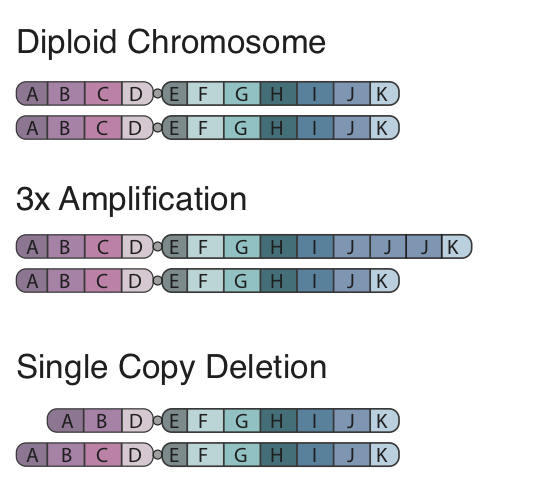 Diploid Chromosome
A B C D E F G H I J K
A B C D E F G H I J K
3x Amplification
A B C D E F G H I J J J K
A B C D E F G H I J K
Single Copy Deletion
A B D E F G H I J K
A B C D E F G H I J K